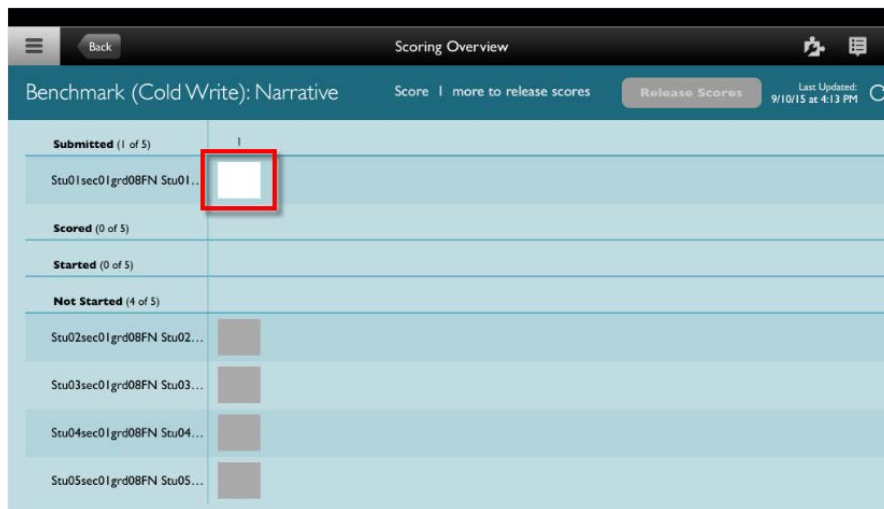 Back
Scoring Overview
Benchmark (Cold Write): Narrative
Score 1 more to release scores
Release Scores
Last Updated:
9/10/15 at 4:13 PM
Submitted (1 of 5)
1
Stu01sec01grd08FN Stu01...
Scored (0 of 5)
Started (0 of 5)
Not Started (4 of 5)
Stu02sec01grd08FN Stu02...
Stu03sec01grd08FN Stu03...
Stu04sec01grd08FN Stu04...
Stu05sec01grd08FN Stu05...